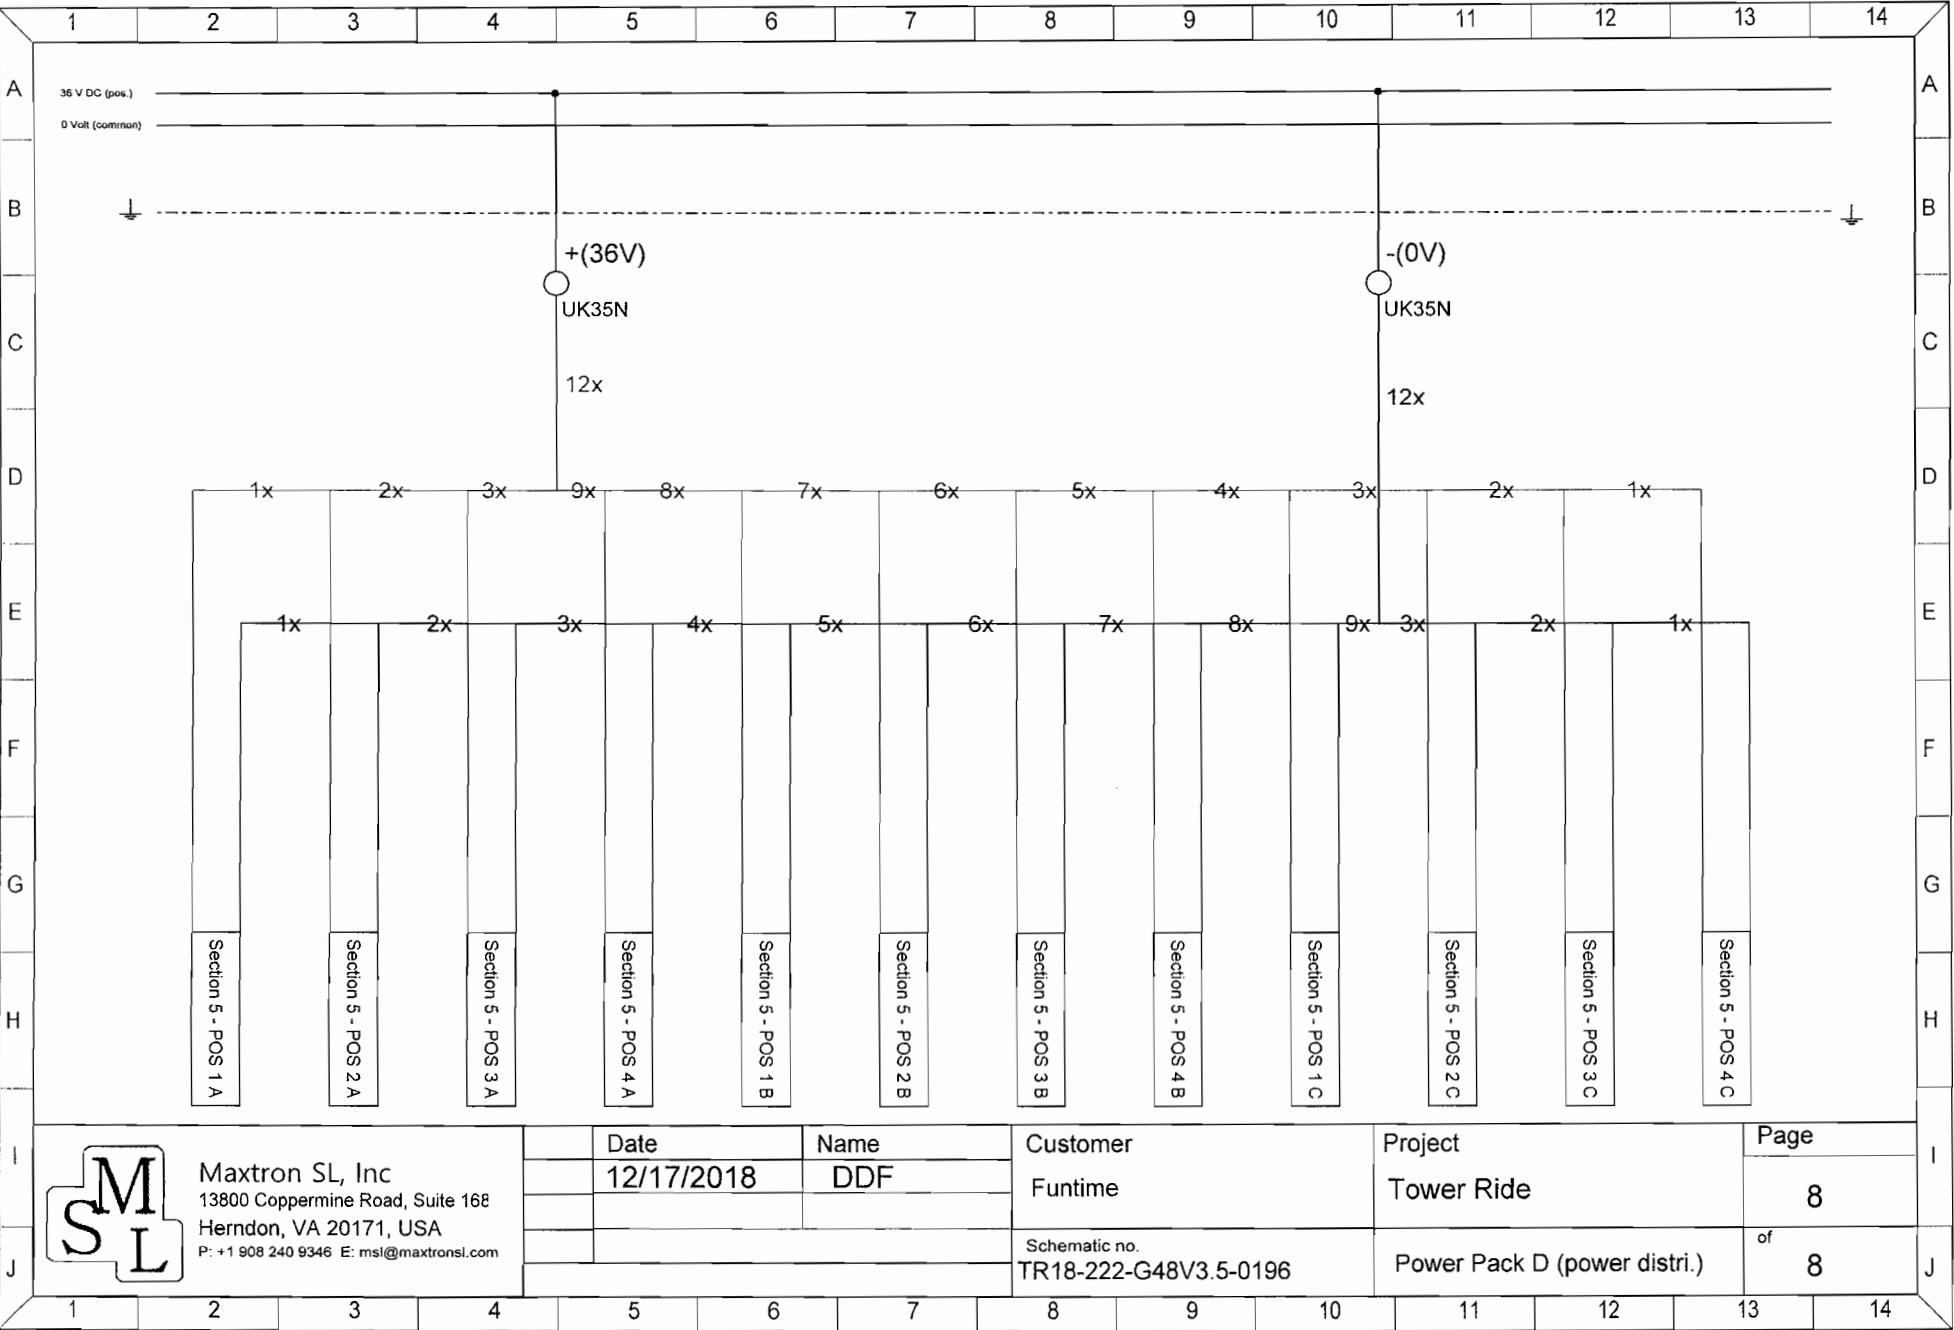 1 2 3 4 5 6 7 8 9 10 11 12 13 14
A A
36 V DC (pos.)
0 Volt (common)
B B
+(36V) -(0V)
UK35N UK35N
C C
12x 12x
D D
1x 2x 3x 9x 8x 7x 6x 5x 4x 3x 2x 1x
E E
1x 2x 3x 4x 5x 6x 7x 8x 9x 3x 2x 1x
F F
G G
H H
Section 5 - POS 1 A
Section 5 - POS 2 A
Section 5 - POS 3 A
Section 5 - POS 4 A
Section 5 - POS 1 B
Section 5 - POS 2 B
Section 5 - POS 3 B
Section 5 - POS 4 B
Section 5 - POS 1 C
Section 5 - POS 2 C
Section 5 - POS 3 C
Section 5 - POS 4 C
I I
J J
M
S L
Maxtron SL, Inc
13800 Coppermine Road, Suite 168
Herndon, VA 20171, USA
P: +1 908 240 9346 E: msl@maxtronsl.com
Date Name
12/17/2018 DDF
Customer
Funtime
Schematic no.
TR18-222-G48V3.5-0196
Project
Tower Ride
Power Pack D (power distri.)
Page
8
of
8
1 2 3 4 5 6 7 8 9 10 11 12 13 14